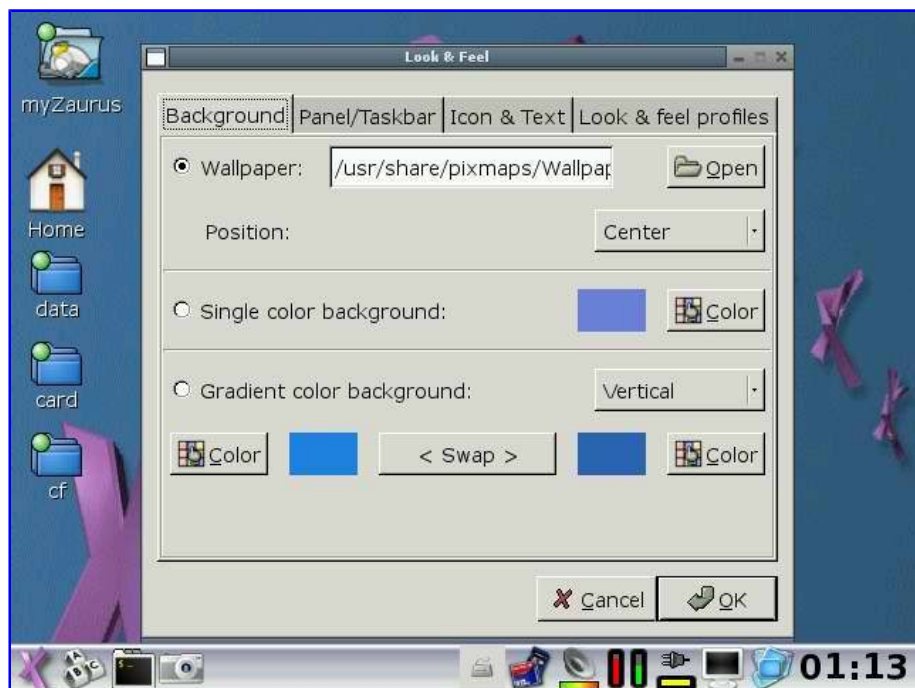 Look & Feel
myZaurus
Background
Panel/Taskbar
Icon & Text
Look & feel profiles
Wallpaper:
/usr/share/pixmaps/Wallpap
Open
Home
Position:
Center
data
Single color background:
Color
card
Gradient color background:
Vertical
Color
< Swap >
Color
cf
Cancel
OK
01:13